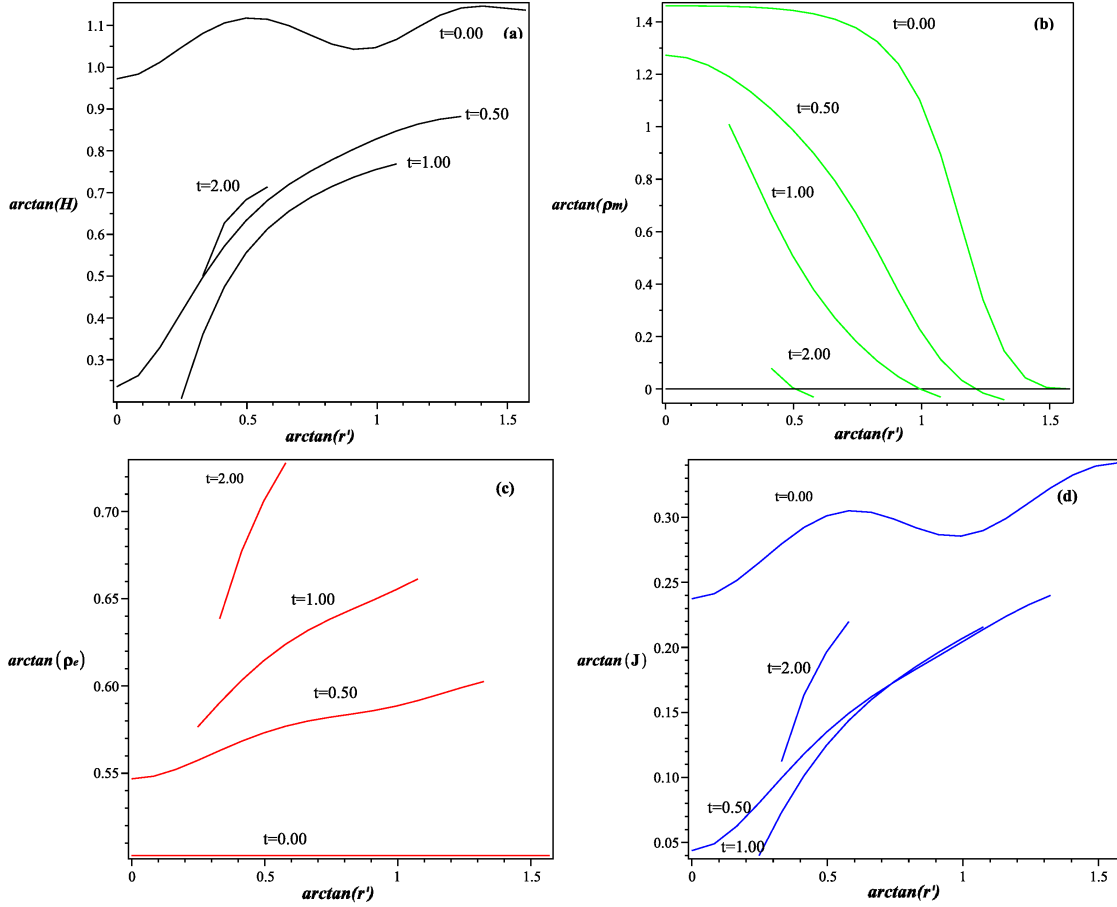 1.1
1.0
0.9
0.8
0.7
0.6
0.5
0.4
0.3
arctan(H)
t=0.00
(a)
t=0.50
t=1.00
t=2.00
0
0.5
1
1.5
arctan(r')
1.4
1.2
1
0.8
0.6
0.4
0.2
0
arctan(ρm)
(b)
t=0.00
t=0.50
t=1.00
t=2.00
0
0.5
1
1.5
arctan(r')
0.70
0.65
0.60
0.55
arctan(ρe)
t=2.00
(c)
t=1.00
t=0.50
t=0.00
0
0.5
1
1.5
arctan(r')
0.30
0.25
0.20
0.15
0.10
0.05
arctan(J)
t=0.00
(d)
t=2.00
t=0.50
t=1.00
0
0.5
1
1.5
arctan(r')